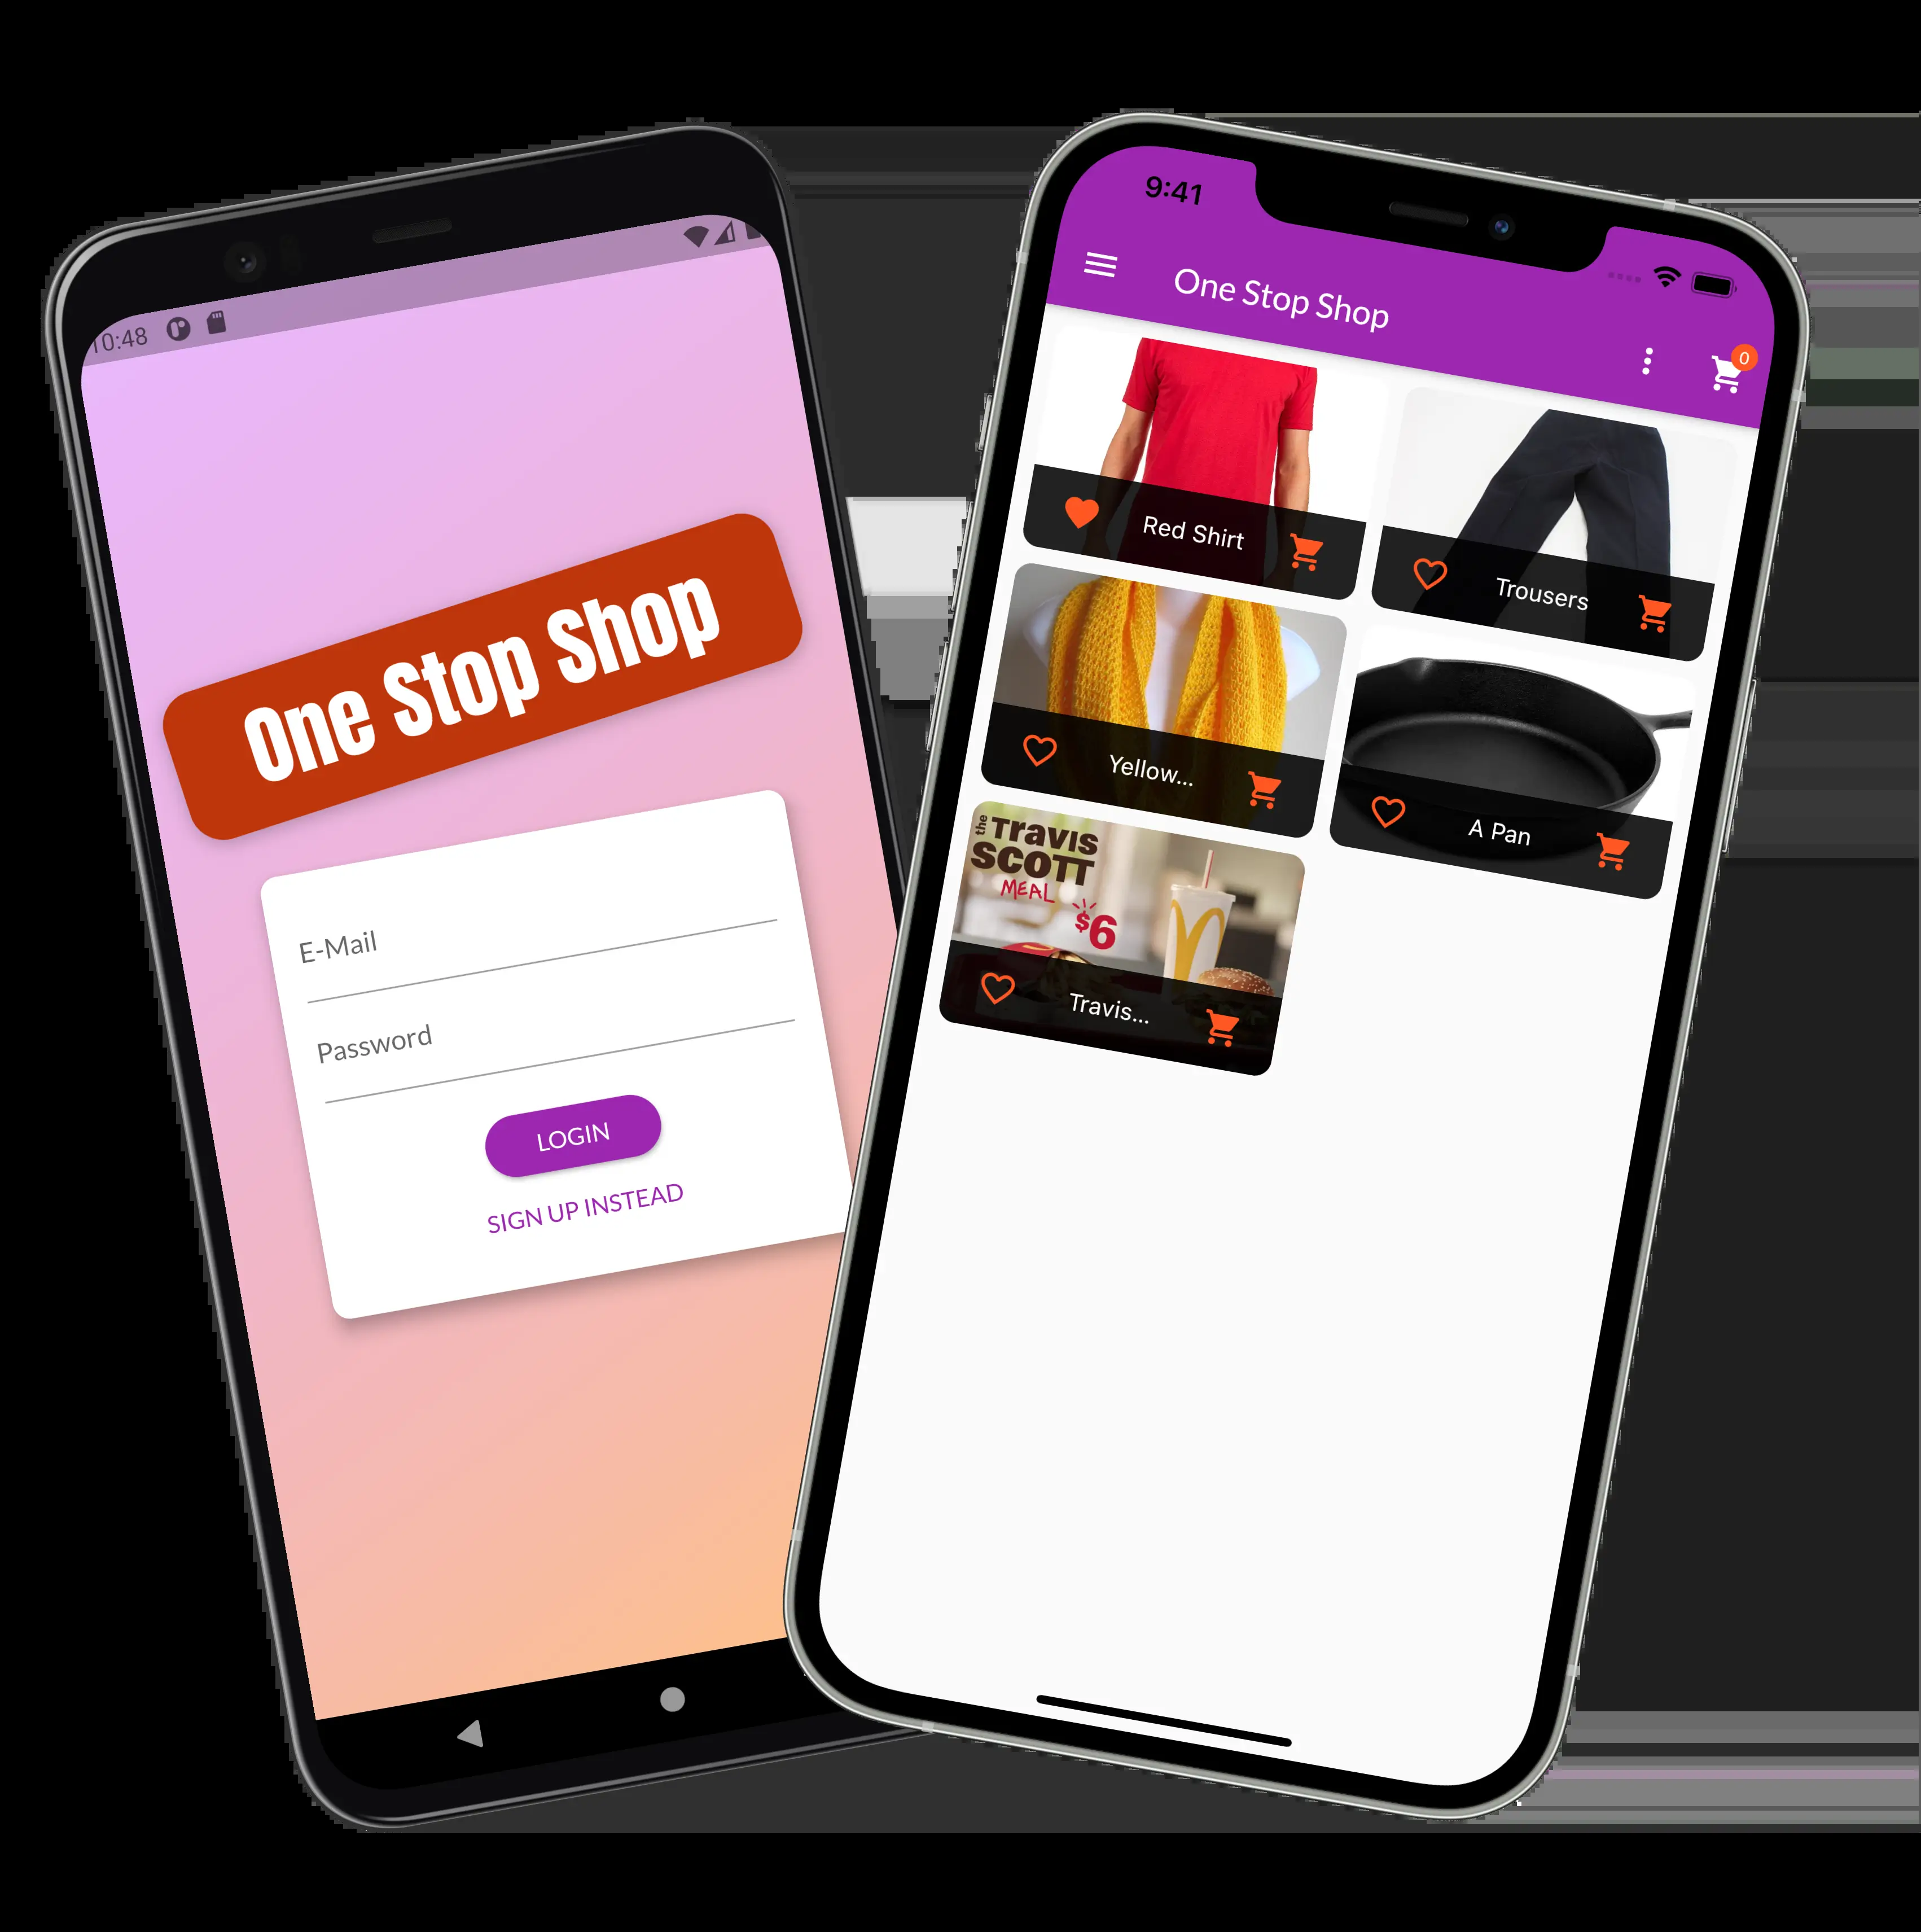 10:48
One Stop Shop
E-Mail
Password
LOGIN
SIGN UP INSTEAD
9:41
One Stop Shop
0
Red Shirt
Trousers
Yellow...
A Pan
the Travis
SCOTT
MEAL
$6
Travis...